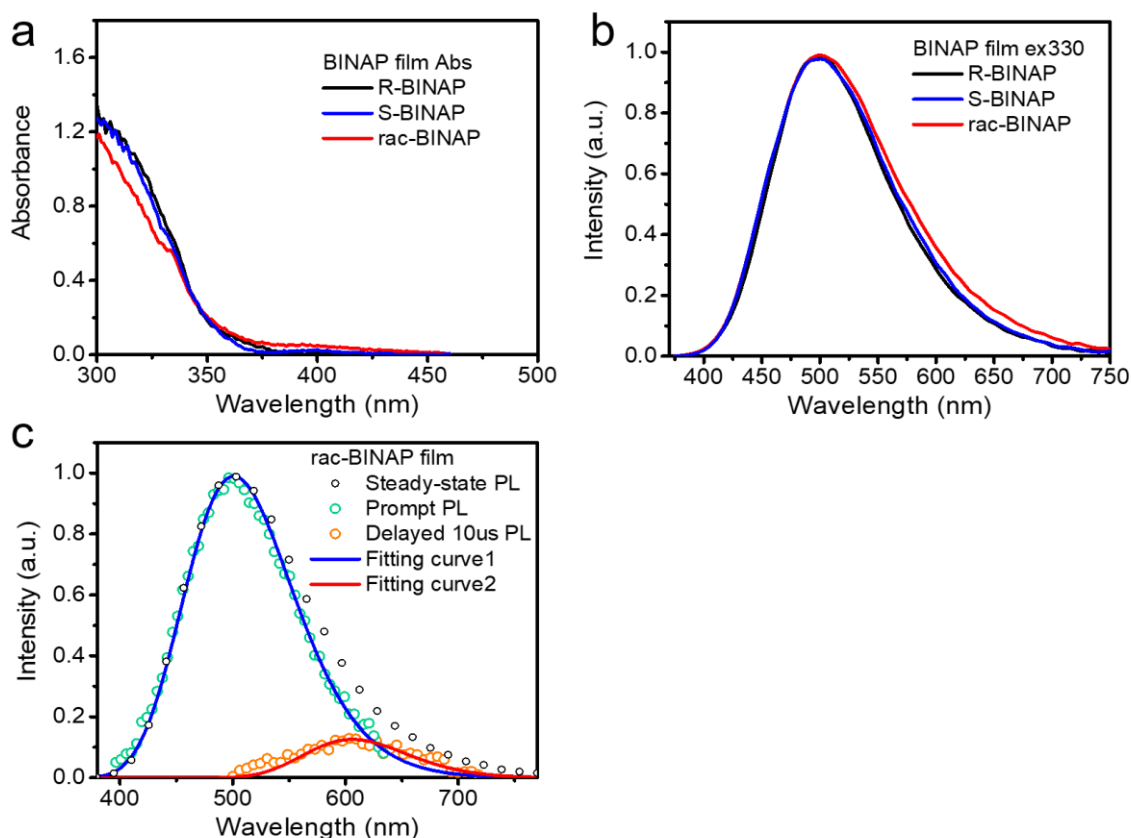 a
BINAP film Abs
R-BINAP
S-BINAP
rac-BINAP
Absorbance
1.6
1.2
0.8
0.4
0.0
300 350 400 450 500
Wavelength (nm)
b
BINAP film ex330
R-BINAP
S-BINAP
rac-BINAP
Intensity (a.u.)
1.0
0.8
0.6
0.4
0.2
0.0
400 450 500 550 600 650 700 750
Wavelength (nm)
c
rac-BINAP film
Steady-state PL
Prompt PL
Delayed 10us PL
Fitting curve1
Fitting curve2
Intensity (a.u.)
1.0
0.8
0.6
0.4
0.2
0.0
400 500 600 700
Wavelength (nm)